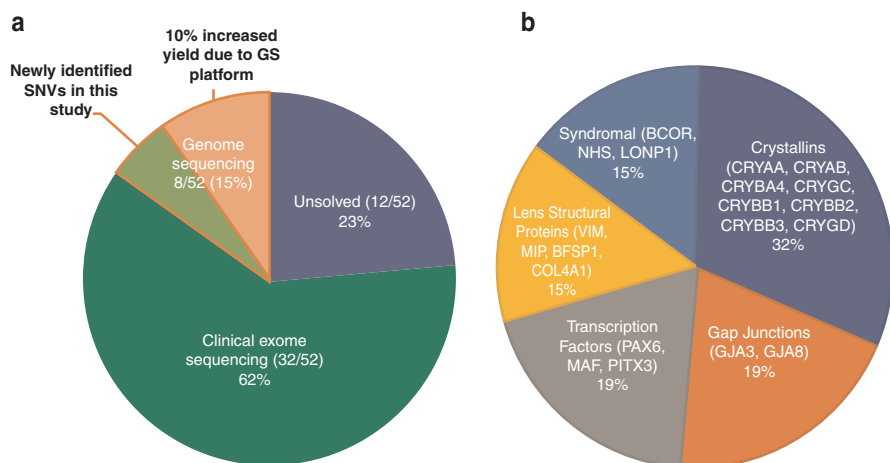 a
10% increased
yield due to GS
platform
Newly identified
SNVs in this
study
Genome
sequencing
8/52 (15%)
Unsolved (12/52)
23%
Clinical exome
sequencing (32/52)
62%
b
Syndromal (BCOR,
NHS, LONP1)
15%
Crystallins
(CRYAA, CRYAB,
CRYBA4, CRYGC,
CRYBB1, CRYBB2,
CRYBB3, CRYGD)
32%
Lens Structural
Proteins (VIM,
MIP, BFSP1,
COL4A1)
15%
Transcription
Factors (PAX6,
MAF, PITX3)
19%
Gap Junctions
(GJA3, GJA8)
19%